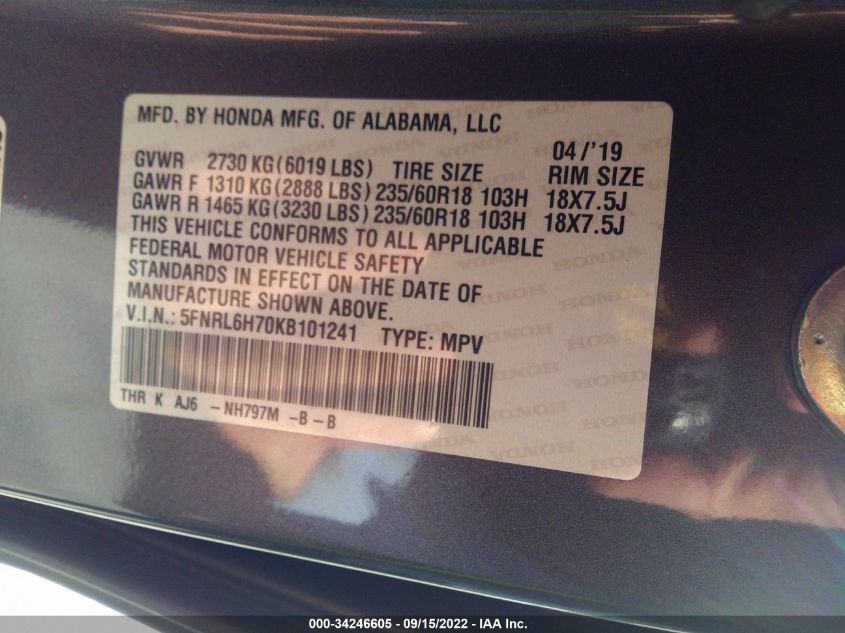 MFD. BY HONDA MFG. OF ALABAMA, LLC
04/'19
GVWR 2730 KG (6019 LBS) TIRE SIZE RIM SIZE
GAWR F 1310 KG (2888 LBS) 235/60R18 103H 18X7.5J
GAWR R 1465 KG (3230 LBS) 235/60R18 103H 18X7.5J
THIS VEHICLE CONFORMS TO ALL APPLICABLE
FEDERAL MOTOR VEHICLE SAFETY
STANDARDS IN EFFECT ON THE DATE OF
MANUFACTURE SHOWN ABOVE.
V.I.N.: 5FNRL6H70KB101241 TYPE: MPV
THR K AJ6 -NH797M -B-B
000-34246605 - 09/15/2022 - IAA Inc.